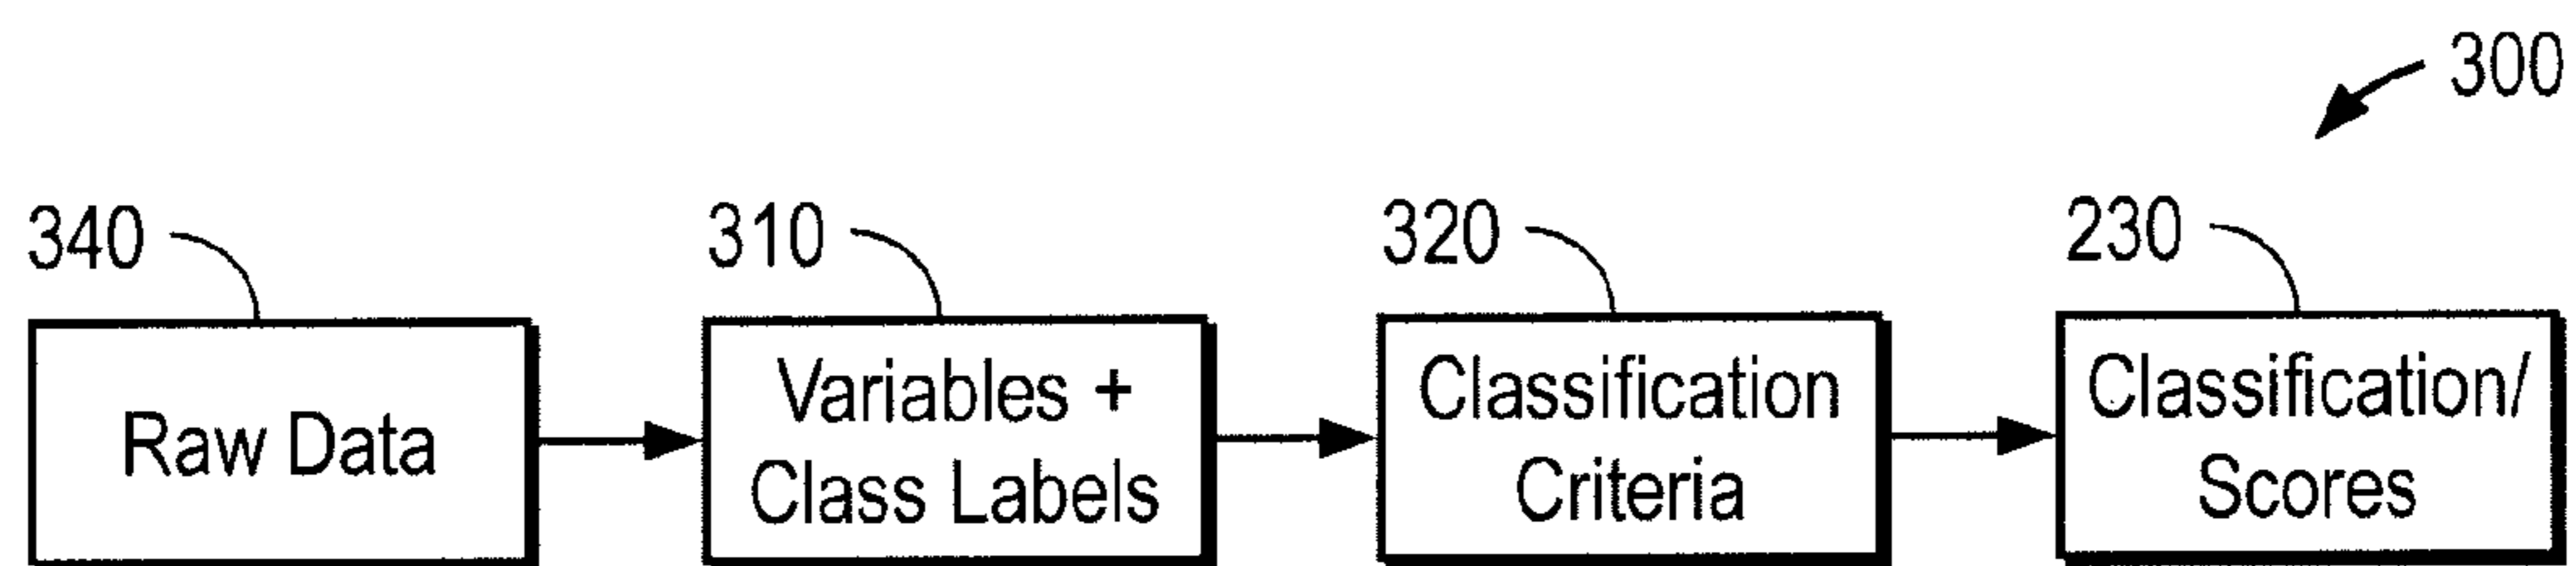 300
340
310
320
230
Raw Data
Variables +
Class Labels
Classification
Criteria
Classification/
Scores